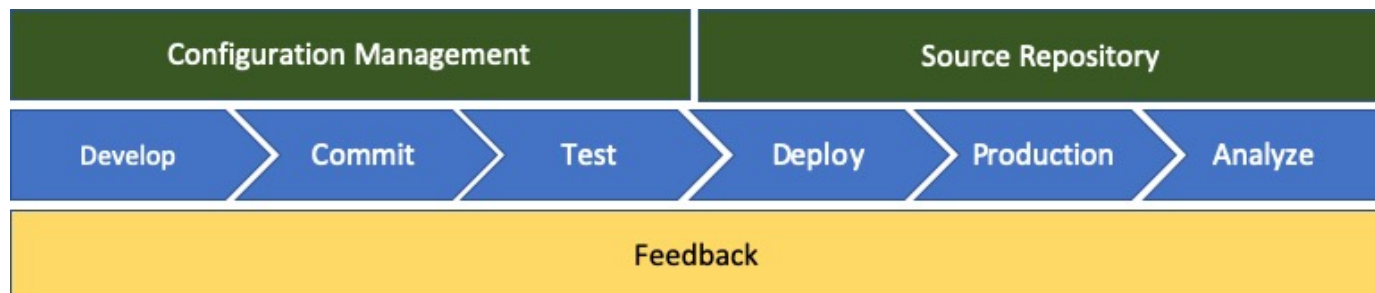 Configuration Management
Source Repository
Develop
Commit
Test
Deploy
Production
Analyze
Feedback